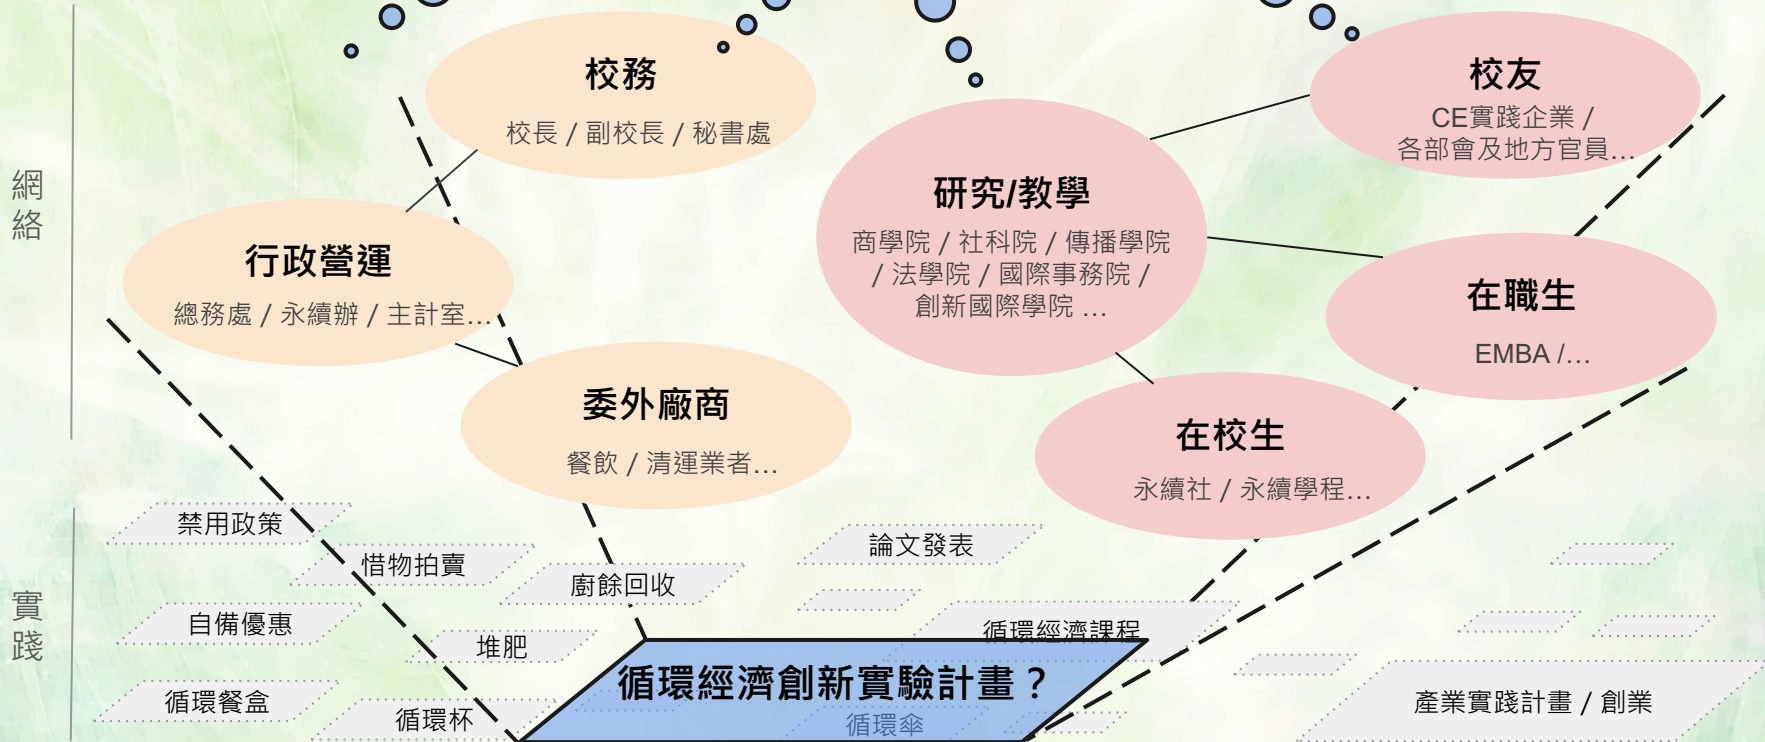 網
絡
校務
校長 / 副校長 / 秘書處
行政營運
總務處 / 永續辦 / 主計室...
委外廠商
餐飲 / 清運業者...
研究/教學
商學院 / 社科院 / 傳播學院
/ 法學院 / 國際事務院 /
創新國際學院 ...
校友
CE實踐企業 /
各部會及地方官員...
在職生
EMBA /...
在校生
永續社 / 永續學程...
實
踐
禁用政策
惜物拍賣
廚餘回收
論文發表
自備優惠
堆肥
循環經濟課程
循環餐盒
循環杯
循環經濟創新實驗計畫？
循環傘
產業實踐計畫 / 創業